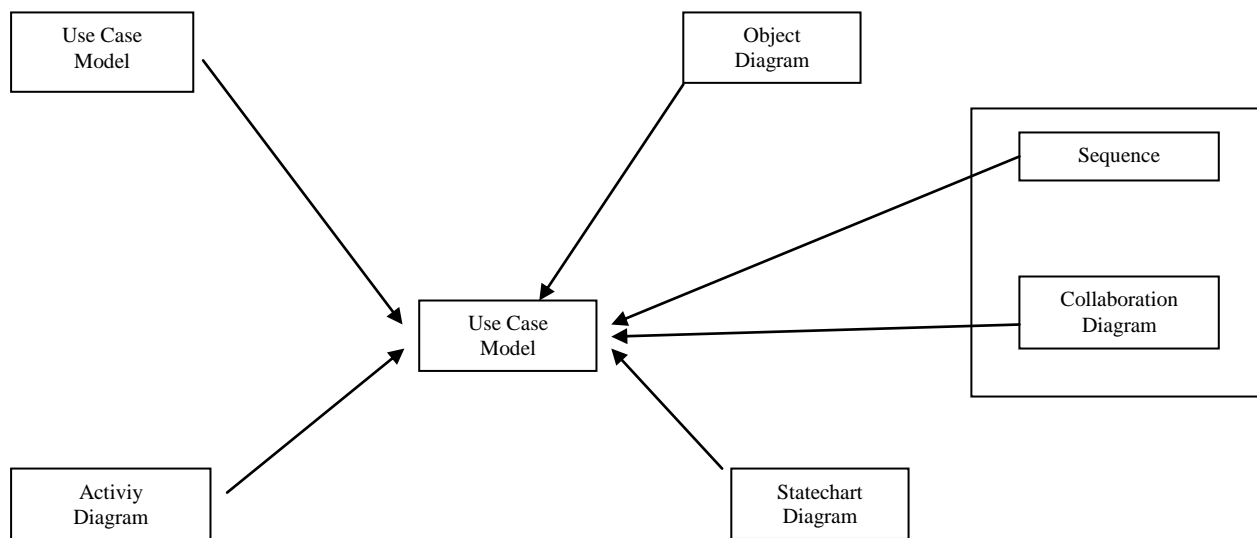 Use Case
Model
Object
Diagram
Sequence
Collaboration
Diagram
Use Case
Model
Activiy
Diagram
Statechart
Diagram